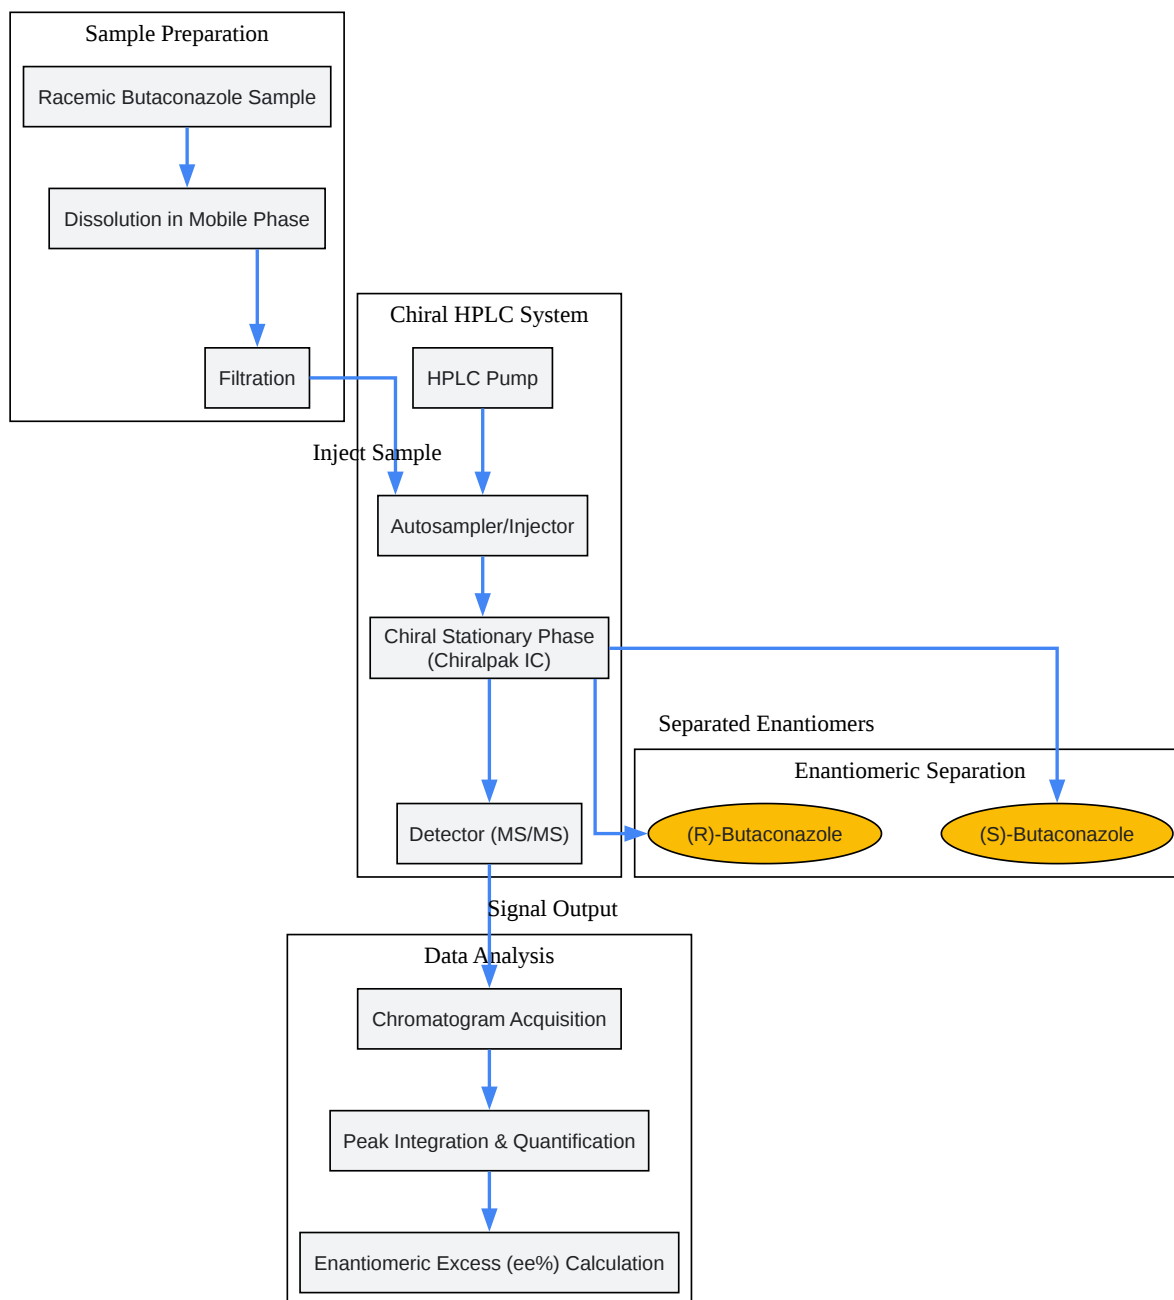 Sample Preparation
Racemic Butaconazole Sample
Dissolution in Mobile Phase
Filtration
Chiral HPLC System
HPLC Pump
Inject Sample
Autosampler/Injector
Chiral Stationary Phase
(Chiralpak IC)
Separated Enantiomers
Enantiomeric Separation
Detector (MS/MS)
(R)-Butaconazole
(S)-Butaconazole
Signal Output
Data Analysis
Chromatogram Acquisition
Peak Integration & Quantification
Enantiomeric Excess (ee%) Calculation